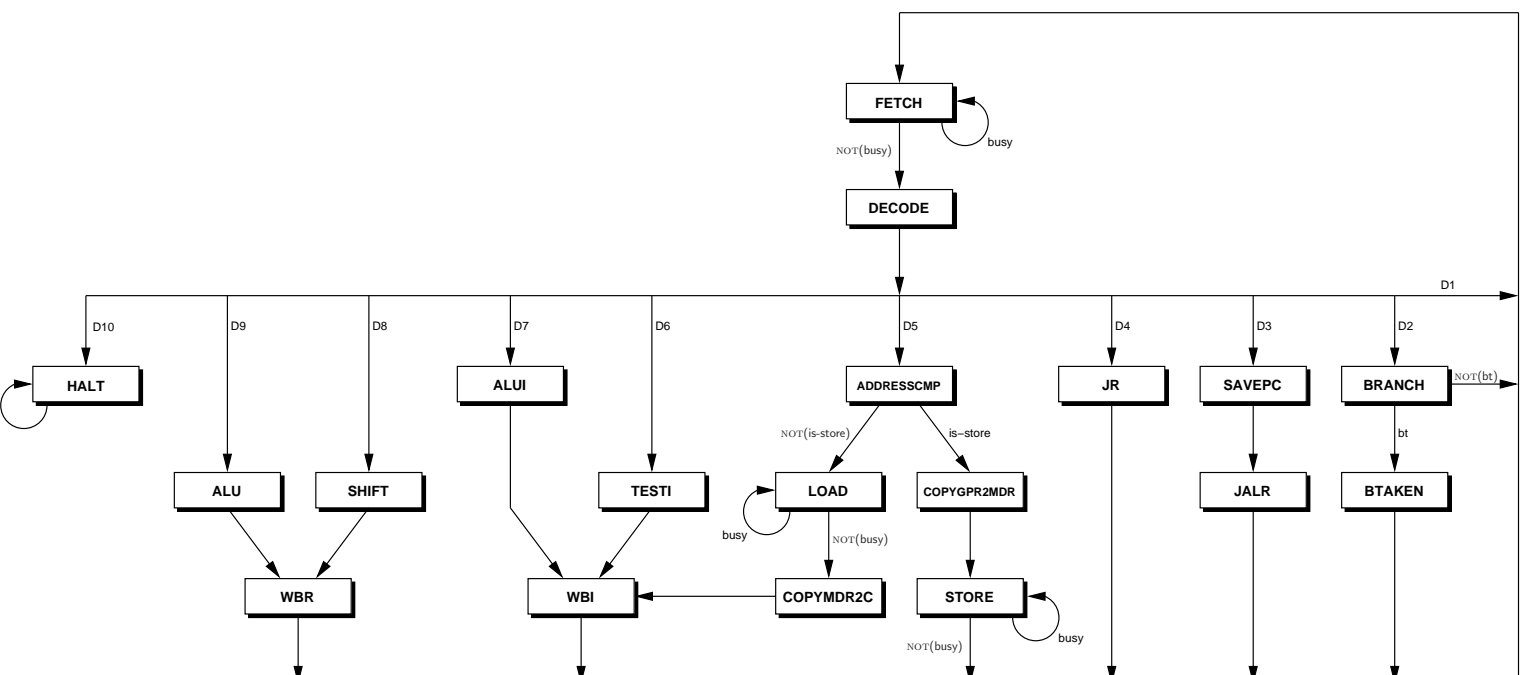 FETCH
busy
NOT(busy)
DECODE
D1
D10
D9
D8
D7
D6
D5
D4
D3
D2
HALT
ALUI
ADDRESSCMP
JR
SAVEPC
BRANCH
NOT(bt)
NOT(is-store)
is−store
bt
ALU
SHIFT
TESTI
LOAD
COPYGPR2MDR
JALR
BTAKEN
busy
NOT(busy)
WBR
WBI
COPYMDR2C
STORE
busy
NOT(busy)